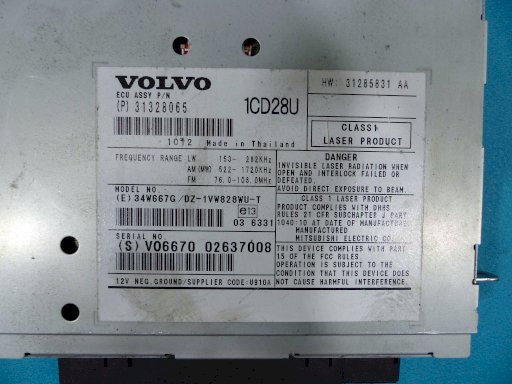 VOLVO
ECU ASSY P/N
(P) 31328065
1CD28U
1012 Made in Thailand
HW: 31285831 AA
CLASS1
LASER PRODUCT
FREQUENCY RANGE LW 153- 282KHz
AM(MW) 522- 1720KHz
FM 76.0-108.0MHz
DANGER
INVISIBLE LASER RADIATION WHEN
OPEN AND INTERLOCK FAILED OR
DEFEATED.
AVOID DIRECT EXPOSURE TO BEAM.
MODEL NO.
(E)34W667G/DZ-1VW828WU-T
e13
03 6331
CLASS 1 LASER PRODUCT
PRODUCT COMPLIES WITH DHHS
RULES 21 CFR SUBCHAPTER J PART
1040:10 AT DATE OF MANUFACTURE.
MANUFACTURED
MITSUBISHI ELECTRIC CO.
SERIAL NO
(S) VO6670 02637008
THIS DEVICE COMPLIES WITH PART
15 OF THE FCC RULES.
OPERATION IS SUBJECT TO THE
CONDITION THAT THIS DEVICE DOES
NOT CAUSE HARMFUL INTERFERENCE.
12V NEG.GROUND/SUPPLIER CODE:U910A